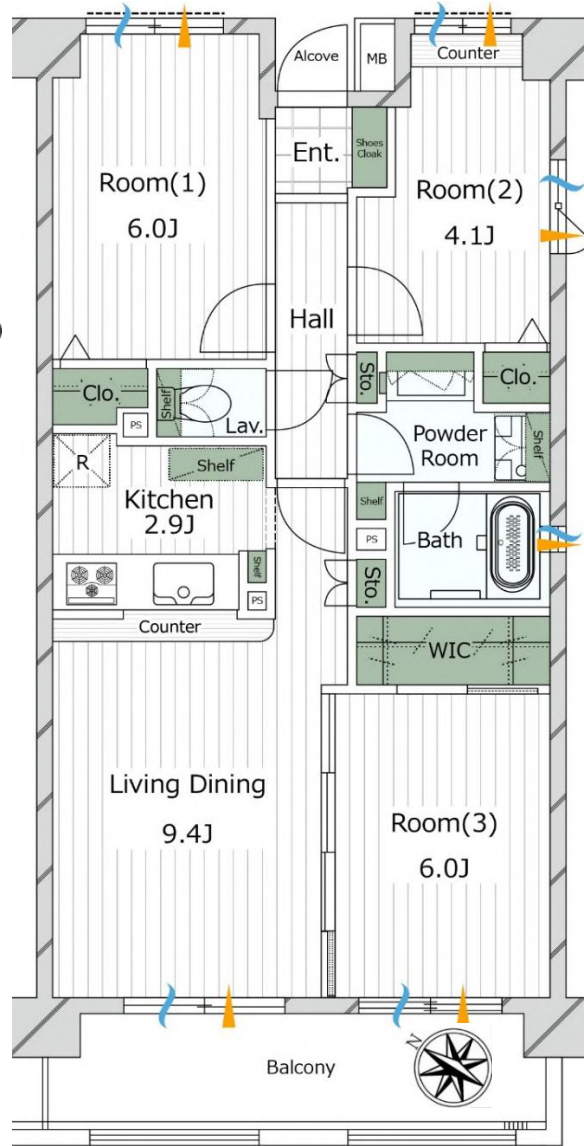 Alcove
MB
Counter
Ent.
Shoes
Cloak
Room(1)
6.0J
Room(2)
4.1J
Hall
Clo.
Shelf
Lav.
Sto.
Clo.
PS
R
Shelf
Powder
Room
Shelf
Kitchen
2.9J
Shelf
PS
Bath
Shelf
PS
Sto.
Counter
WIC
Living Dining
9.4J
Room(3)
6.0J
N
Balcony